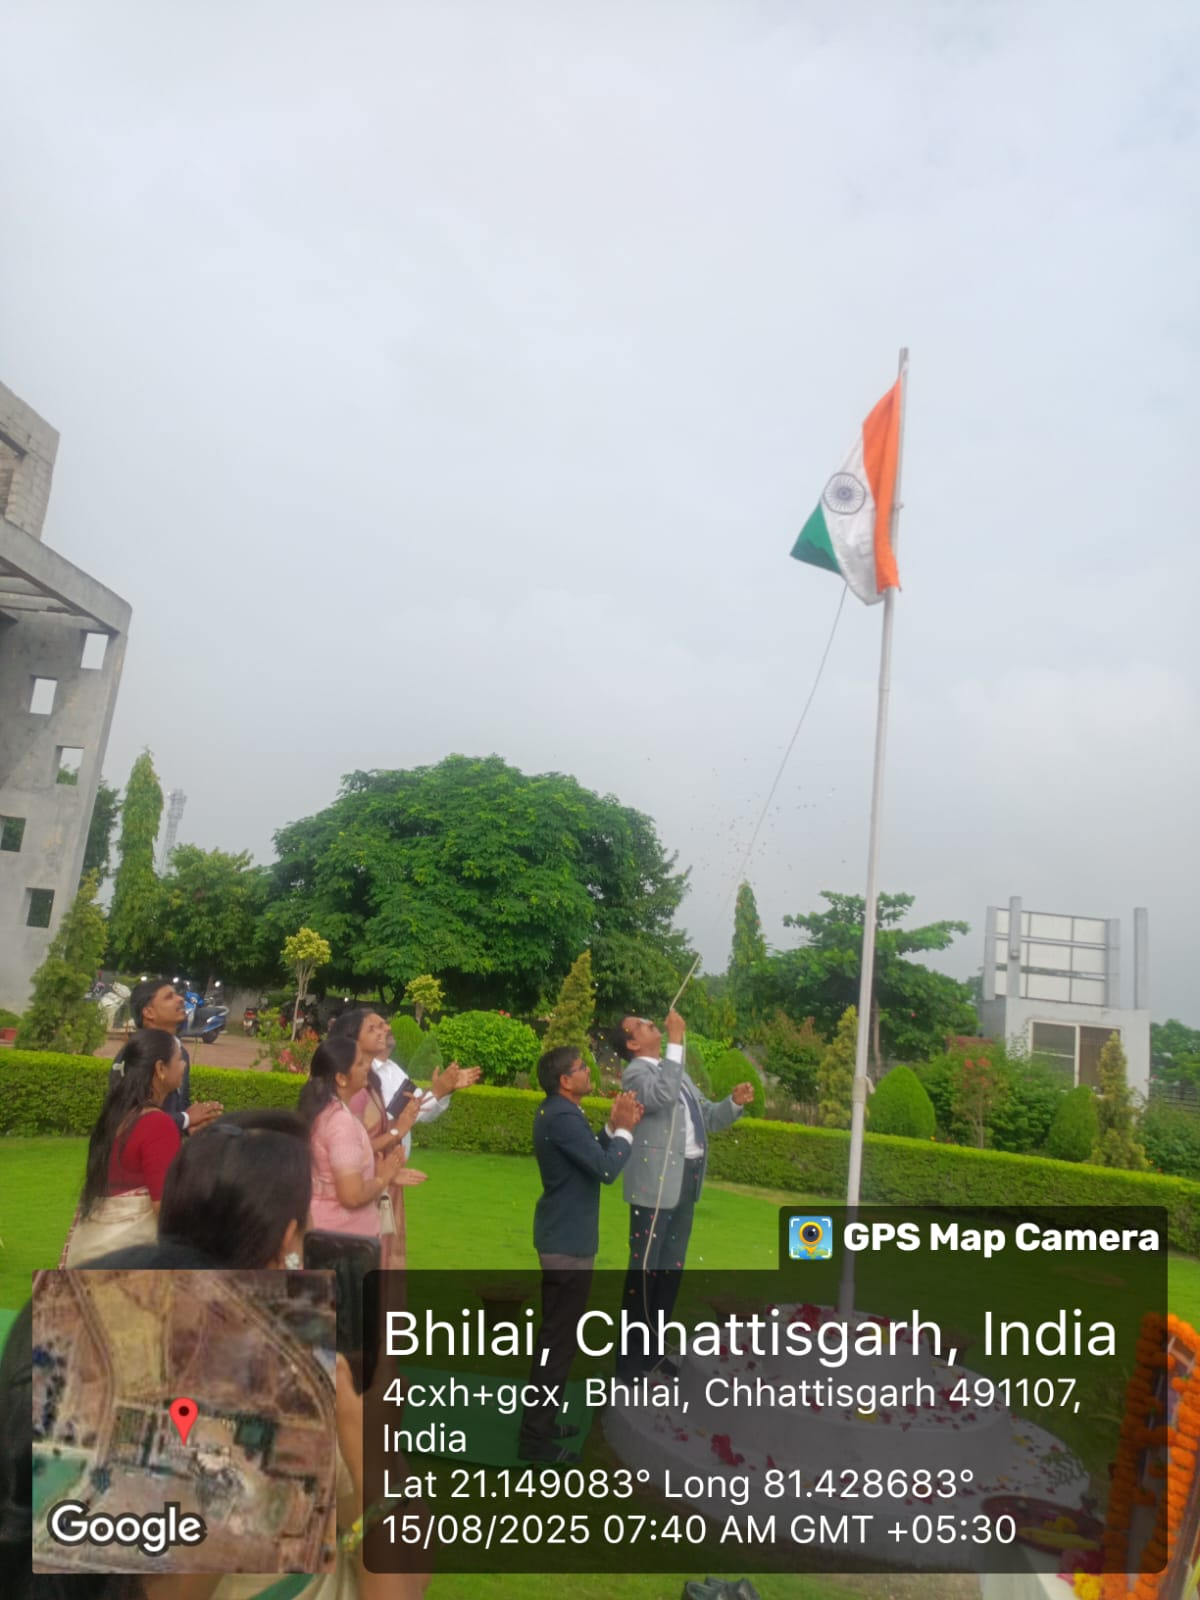 GPS Map Camera
Bhilai, Chhattisgarh, India
4cxh+gcx, Bhilai, Chhattisgarh 491107,
India
Lat 21.149083° Long 81.428683°
15/08/2025 07:40 AM GMT +05:30
Google